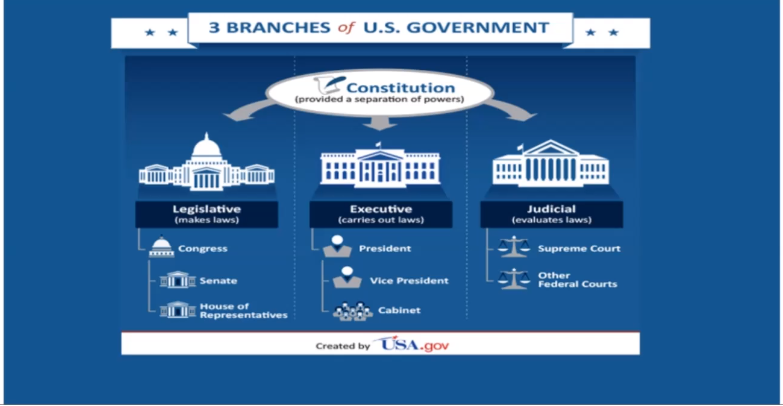 3 BRANCHES of U.S. GOVERNMENT
Constitution
(provided a separation of powers)
Legislative
(makes laws)
Congress
Senate
House of
Representatives
Executive
(carries out laws)
President
Vice President
Cabinet
Judicial
(evaluates laws)
Supreme Court
Other
Federal Courts
Created by USA.gov